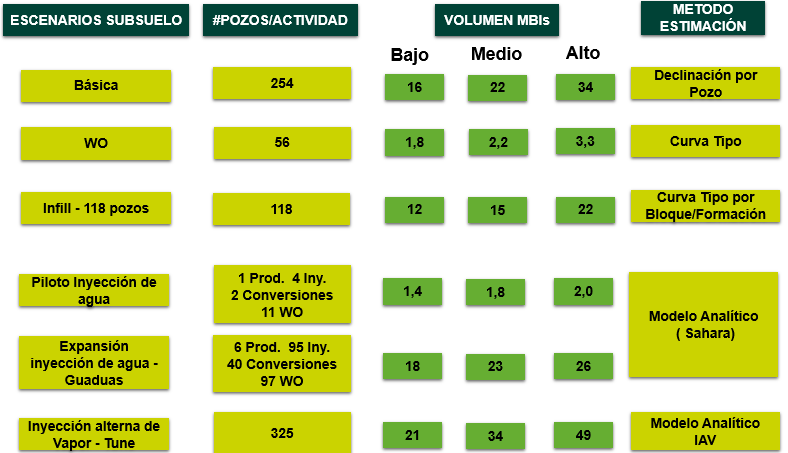 ESCENARIOS SUBSUELO
#POZOS/ACTIVIDAD
VOLUMEN MBls
METODO
ESTIMACIÓN
Bajo
Medio
Alto
Básica
254
16
22
34
Declinación por
Pozo
WO
56
1,8
2,2
3,3
Curva Tipo
Infill - 118 pozos
118
12
15
22
Curva Tipo por
Bloque/Formación
Piloto Inyección de
agua
1 Prod. 4 Iny.
2 Conversiones
11 WO
1,4
1,8
2,0
Modelo Analítico
( Sahara)
Expansión
inyección de agua -
Guaduas
6 Prod. 95 Iny.
40 Conversiones
97 WO
18
23
26
Inyección alterna de
Vapor - Tune
325
21
34
49
Modelo Analítico
IAV